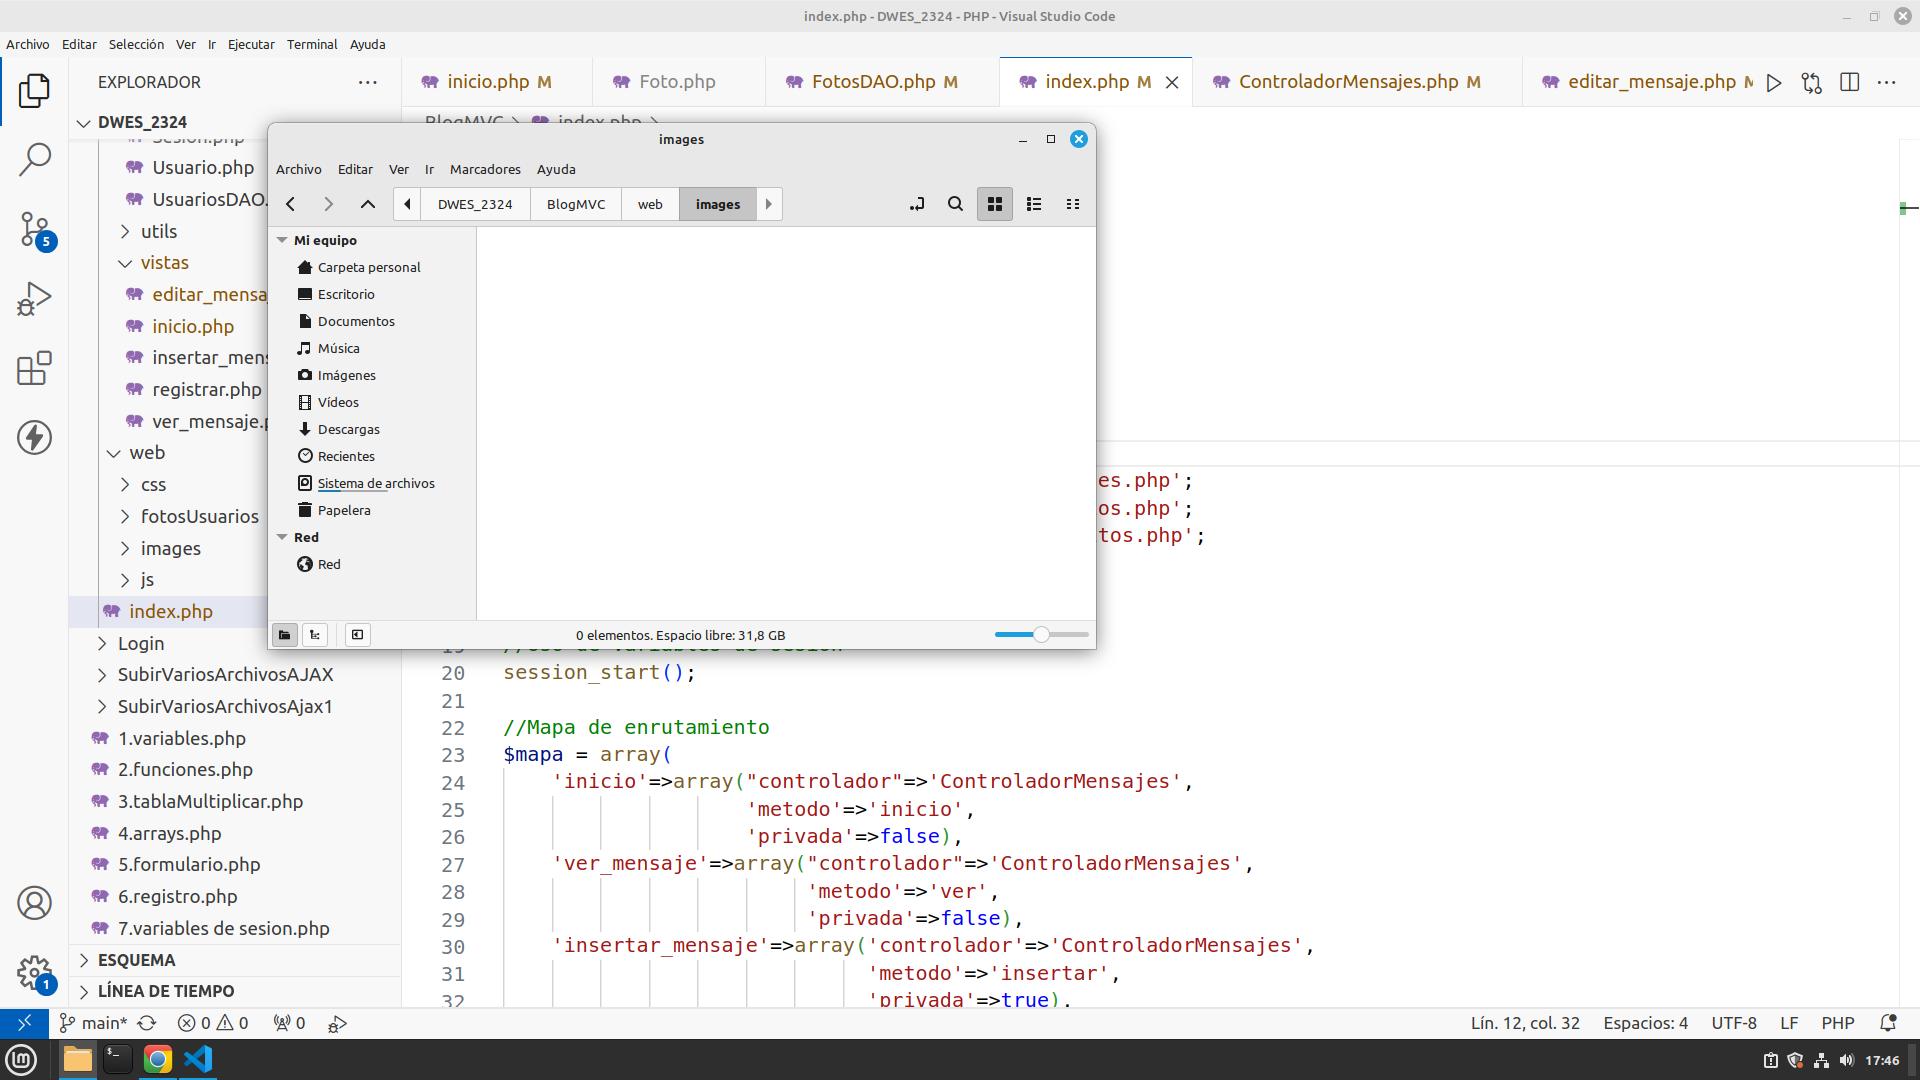 index.php - DWES_2324 - PHP - Visual Studio Code
Archivo Editar Selección Ver Ir Ejecutar Terminal Ayuda
EXPLORADOR
inicio.php M
Foto.php
FotosDAO.php M
index.php M
ControladorMensajes.php M
editar_mensaje.php M
DWES_2324
BlogMVC > index.php >
Sesion.php
Usuario.php
UsuariosDAO.
utils
vistas
editar_mensa
inicio.php
insertar_mens
registrar.php
ver_mensaje.p
web
css
fotosUsuarios
images
js
index.php
Login
SubirVariosArchivosAJAX
SubirVariosArchivosAjax1
1.variables.php
2.funciones.php
3.tablaMultiplicar.php
4.arrays.php
5.formulario.php
6.registro.php
7.variables de sesion.php
ESQUEMA
LÍNEA DE TIEMPO
5
1
images
Archivo Editar Ver Ir Marcadores Ayuda
DWES_2324 BlogMVC web images
Mi equipo
Carpeta personal
Escritorio
Documentos
Música
Imágenes
Vídeos
Descargas
Recientes
Sistema de archivos
Papelera
Red
Red
0 elementos. Espacio libre: 31,8 GB
es.php';
os.php';
tos.php';
19 //Uso de variables de sesión
20 session_start();
21
22 //Mapa de enrutamiento
23 $mapa = array(
24 'inicio'=>array("controlador"=>'ControladorMensajes',
25 'metodo'=>'inicio',
26 'privada'=>false),
27 'ver_mensaje'=>array("controlador"=>'ControladorMensajes',
28 'metodo'=>'ver',
29 'privada'=>false),
30 'insertar_mensaje'=>array('controlador'=>'ControladorMensajes',
31 'metodo'=>'insertar',
32 'privada'=>true),
main* 0 0 0
Lín. 12, col. 32 Espacios: 4 UTF-8 LF PHP
17:46